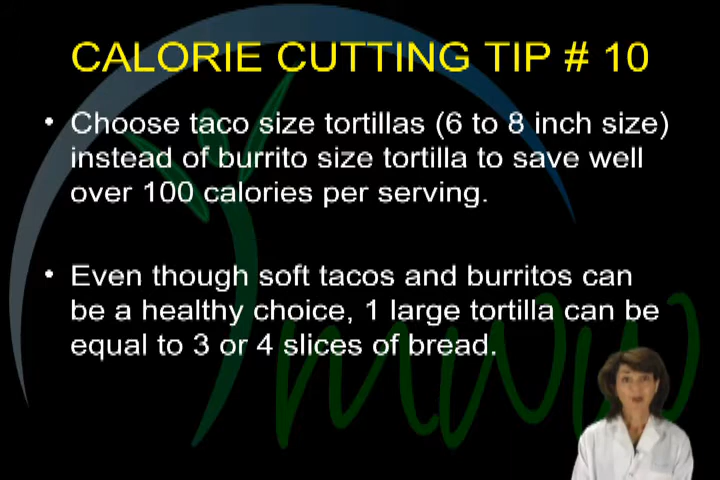 CALORIE CUTTING TIP # 10
• Choose taco size tortillas (6 to 8 inch size)
instead of burrito size tortilla to save well
over 100 calories per serving.
• Even though soft tacos and burritos can
be a healthy choice, 1 large tortilla can be
equal to 3 or 4 slices of bread.
mww